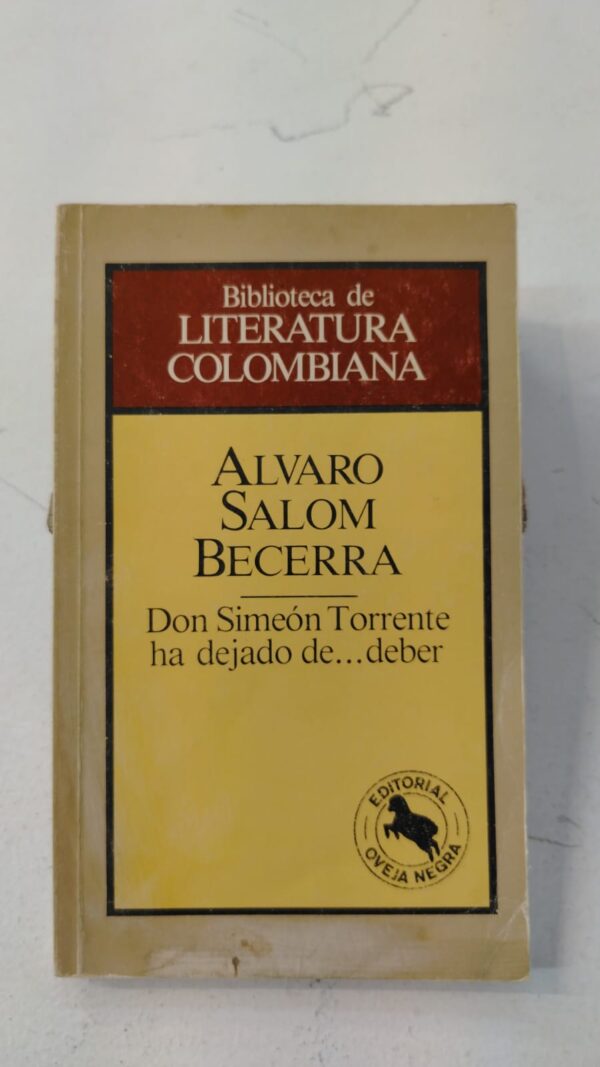 Biblioteca de
LITERATURA
COLOMBIANA
ALVARO
SALOM
BECERRA
Don Simeón Torrente
ha dejado de...deber
EDITORIAL
OVEJA NEGRA